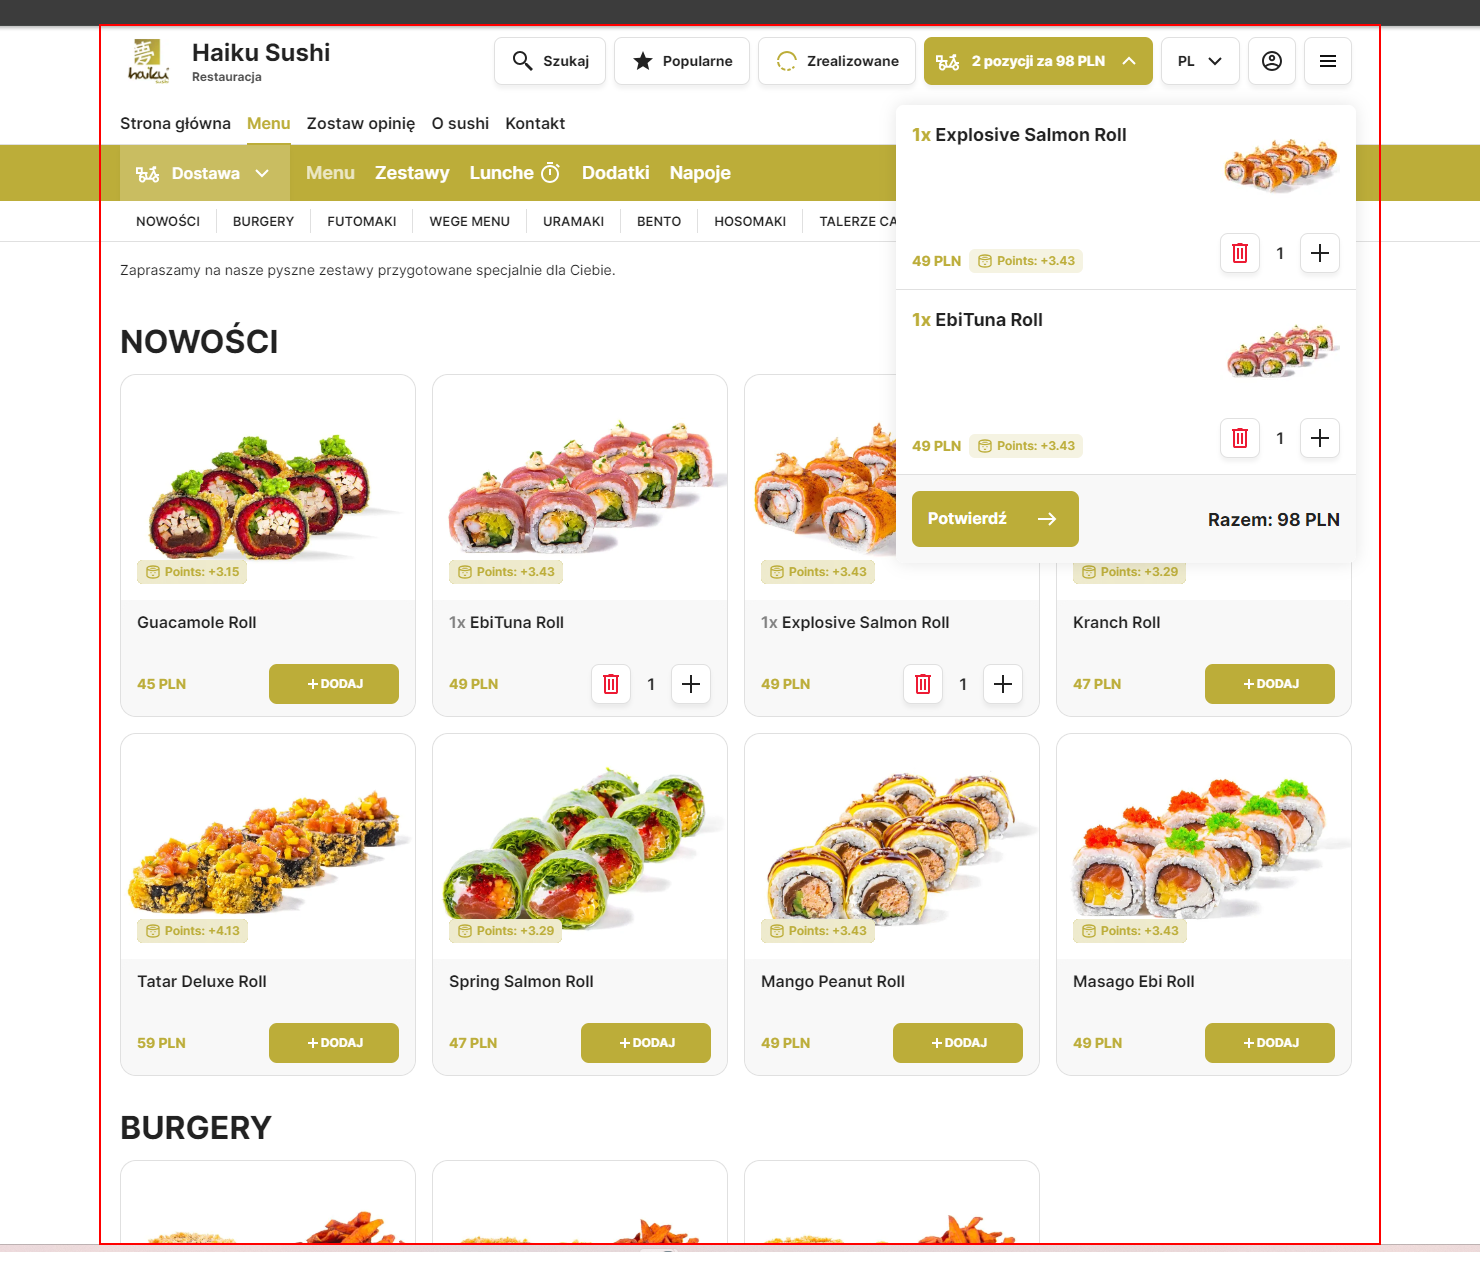 haiku
Haiku Sushi
Restauracja
Szukaj
Popularne
Zrealizowane
2 pozycji za 98 PLN
PL
Strona główna Menu Zostaw opinię O sushi Kontakt
Dostawa Menu Zestawy Lunche Dodatki Napoje
NOWOŚCI BURGERY FUTOMAKI WEGE MENU URAMAKI BENTO HOSOMAKI TALERZE CA
1x Explosive Salmon Roll
49 PLN Points: +3.43 1
1x EbiTuna Roll
49 PLN Points: +3.43 1
Potwierdź Razem: 98 PLN
Zapraszamy na nasze pyszne zestawy przygotowane specjalnie dla Ciebie.
NOWOŚCI
Points: +3.15
Guacamole Roll
45 PLN + DODAJ
Points: +3.43
1x EbiTuna Roll
49 PLN 1
Points: +3.43
1x Explosive Salmon Roll
49 PLN 1
Points: +3.29
Kranch Roll
47 PLN + DODAJ
Points: +4.13
Tatar Deluxe Roll
59 PLN + DODAJ
Points: +3.29
Spring Salmon Roll
47 PLN + DODAJ
Points: +3.43
Mango Peanut Roll
49 PLN + DODAJ
Points: +3.43
Masago Ebi Roll
49 PLN + DODAJ
BURGERY